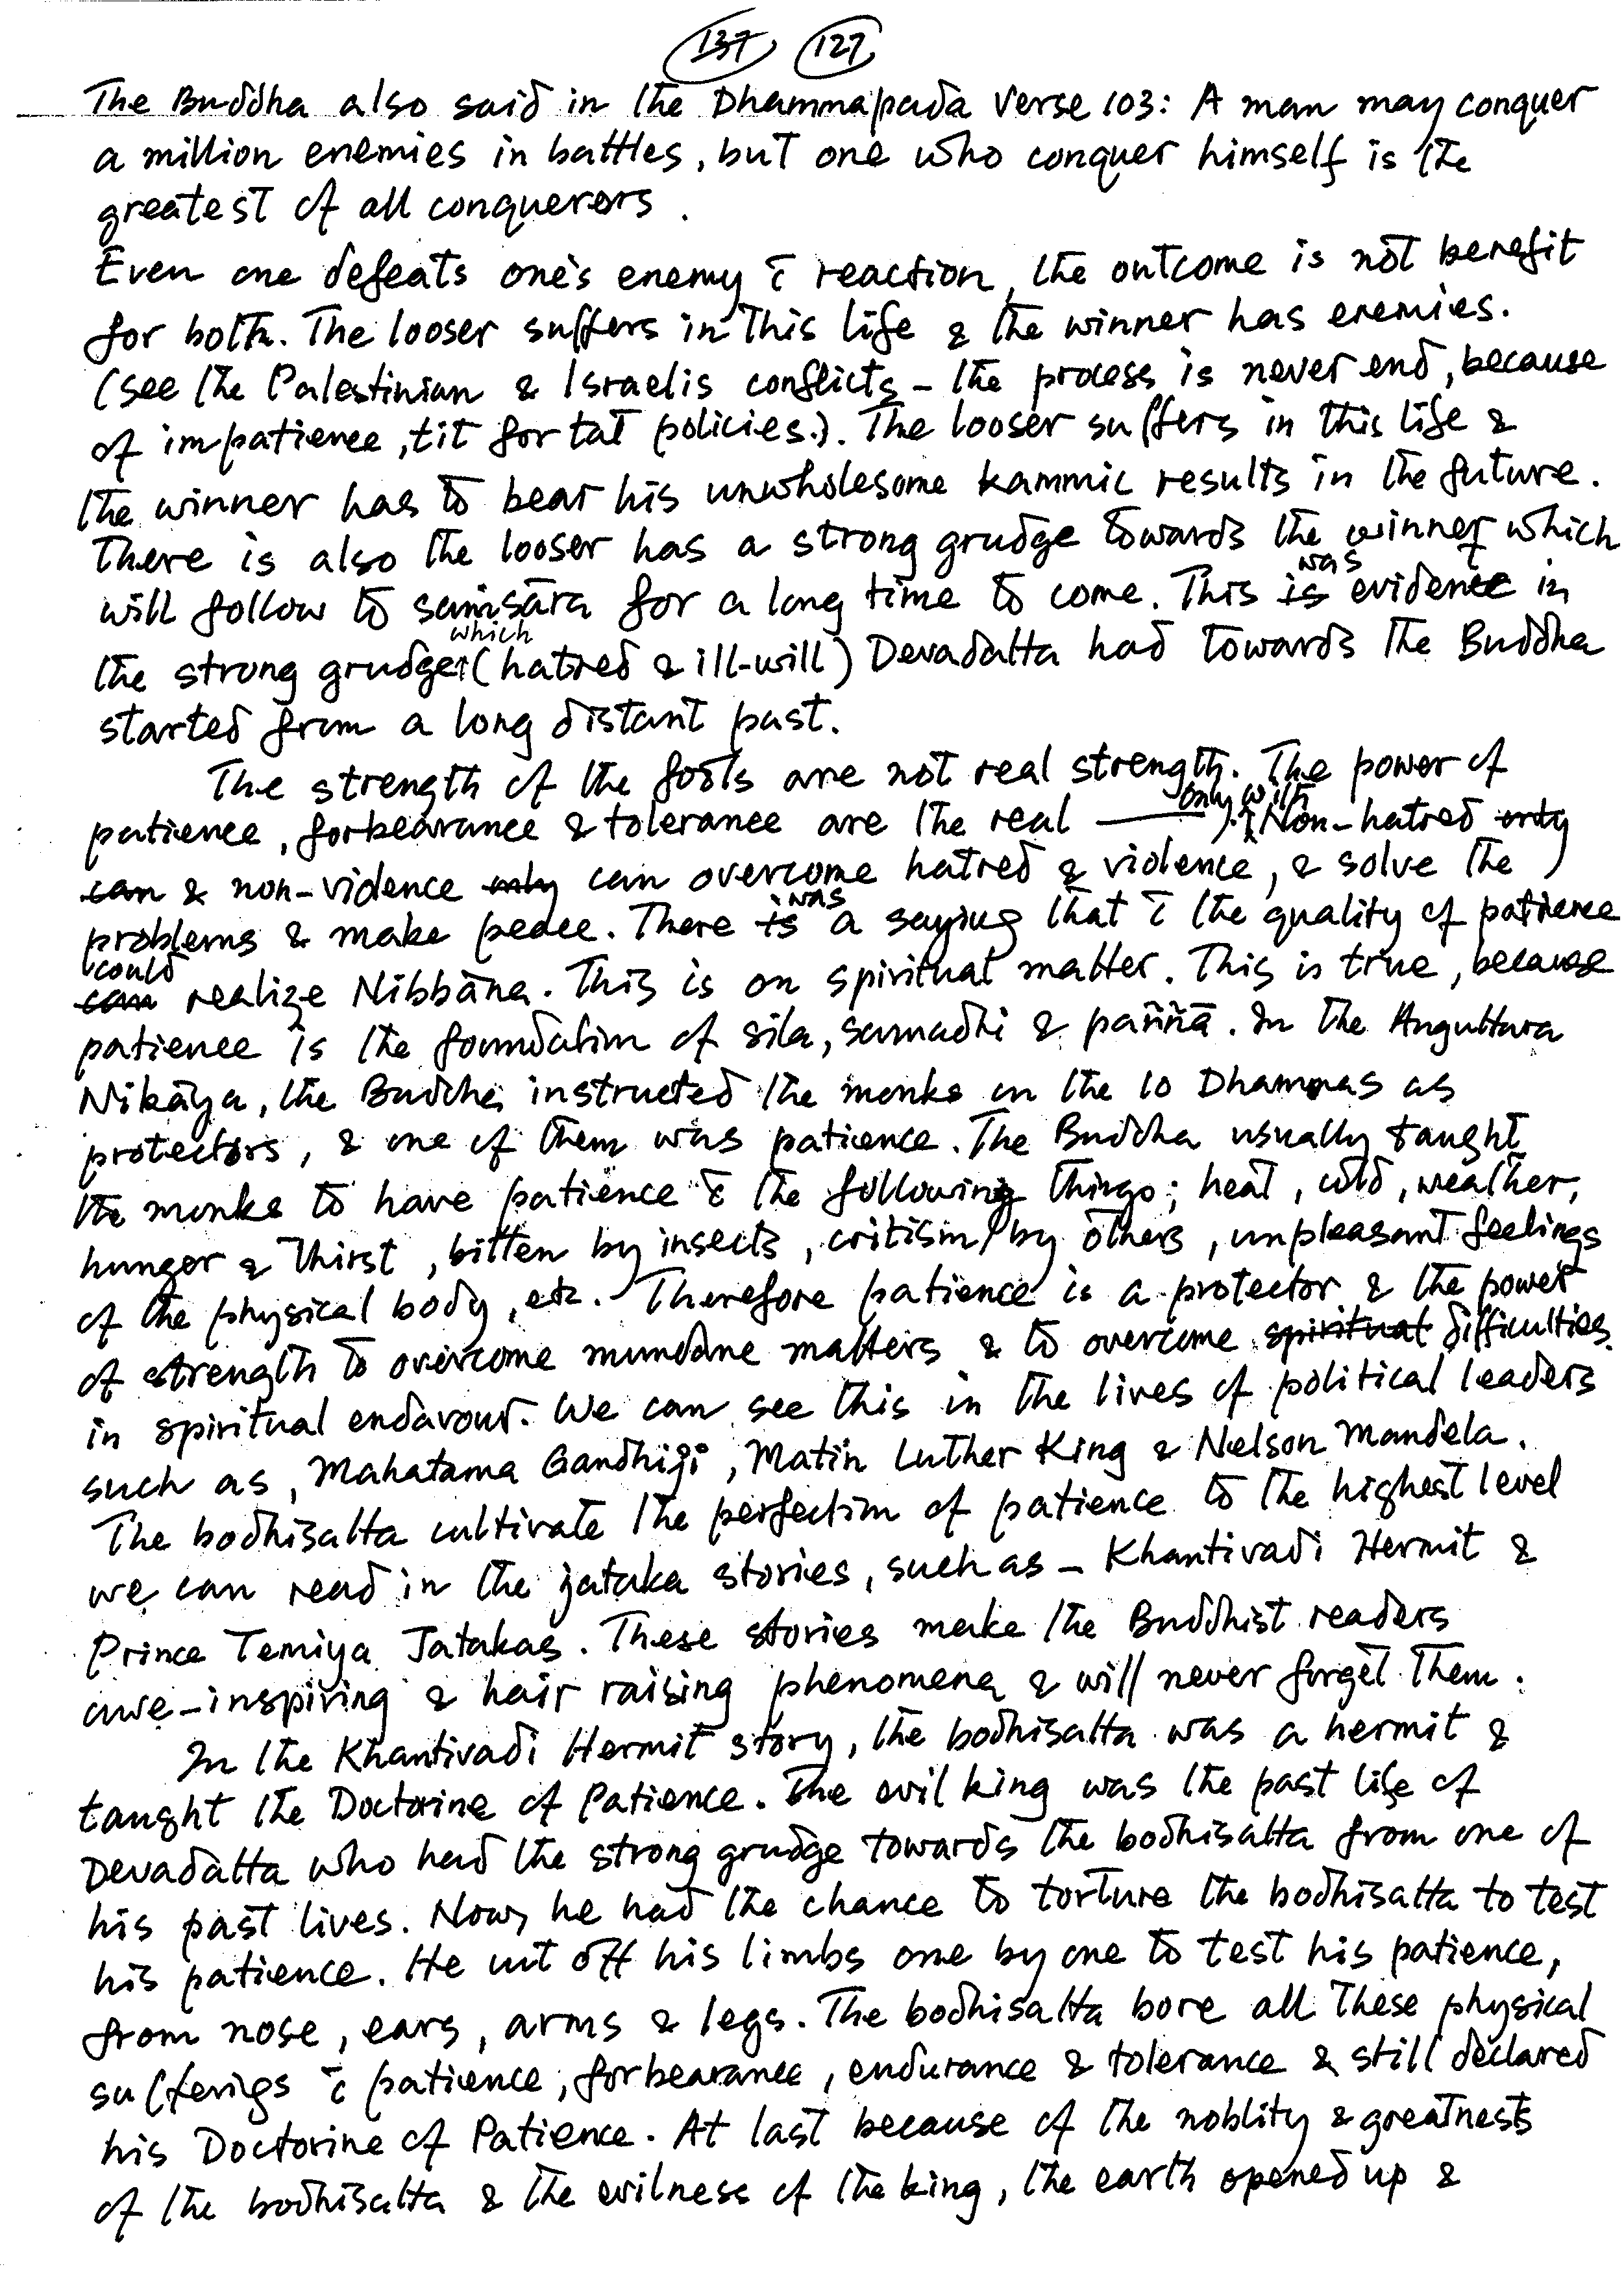 137 127
The Buddha also said in the Dhammapada Verse 103: A man may conquer
a million enemies in battles, but one who conquer himself is the
greatest of all conquerors.
Even one defeats one's enemy c̄ reaction, the outcome is not benefit
for both. The looser suffers in this life & the winner has enemies.
(see the Palestinian & Israelis conflicts – the process is never end, because
of impatience, tit for tat policies.). The looser suffers in this life &
the winner has to bear his unwholesome kammic results in the future.
There is also the looser has a strong grudge towards the winner which
will follow to saṁsāra for a long time to come. This was evident in
the strong grudge which (hatred & ill-will) Devadatta had towards the Buddha
started from a long distant past.
The strength of the fools are not real strength. The power of
patience, forbearance & tolerance are the real ——. only with Non-hatred
& non-vidence can overcome hatred & violence, & solve the
problems & make peace. There was a saying that c̄ the quality of patience
could realize Nibbāna. This is on spiritual matter. This is true, because
patience is the foundation of sila, samadhi & paññā. In the Anguttara
Nikāya, the Buddha instructed the monks on the 10 Dhammas as
protectors, & one of them was patience. The Buddha usually taught
the monks to have patience c̄ the following things; heat, cold, weather,
hunger & thirst, bitten by insects, critism by others, unpleasant feelings
of the physical body, etc. Therefore patience is a protector & the power
of strength to overcome mundane matters & to overcome spiritual difficulties.
in spiritual endavour. We can see this in the lives of political leaders
such as, Mahatama Gandhiji, Matin Luther King & Nelson Mandela.
The bodhisatta cultivate the perfection of patience to the highest level
we can read in the jataka stories, such as – Khantivadi Hermit &
Prince Temiya Jatakas. These stories make the Buddhist readers
awe-inspiring & hair raising phenomena & will never forget them.
In the Khantivadi Hermit story, the bodhisatta was a hermit &
taught the Doctorine of Patience. The evil king was the past life of
Devadatta who had the strong grudge towards the bodhisatta from one of
his past lives. Now, he had the chance to torture the bodhisatta to test
his patience. He cut off his limbs one by one to test his patience,
from nose, ears, arms & legs. The bodhisatta bore all these physical
sufferigs c̄ patience, forbearance, endurance & tolerance & still declared
his Doctorine of Patience. At last because of the noblity & greatness
of the bodhisatta & the evilness of the king, the earth opened up &